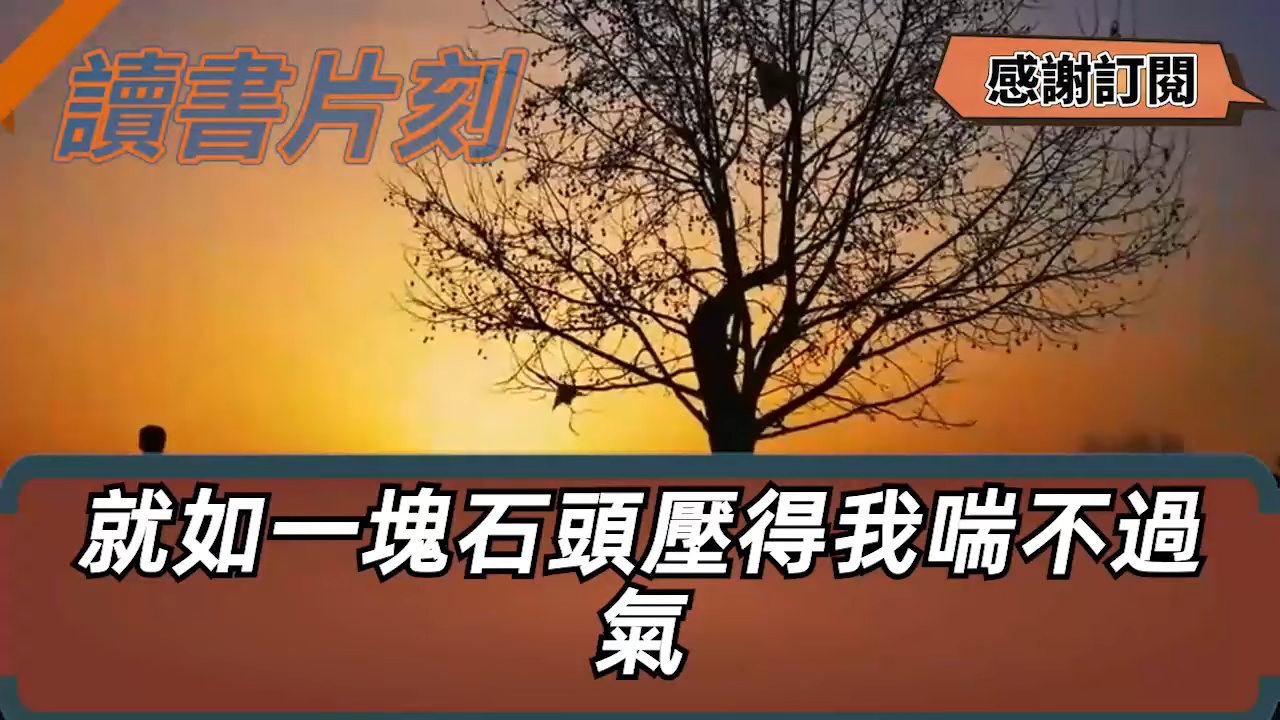 讀書片刻
感謝訂閱
就如一塊石頭壓得我喘不過
氣